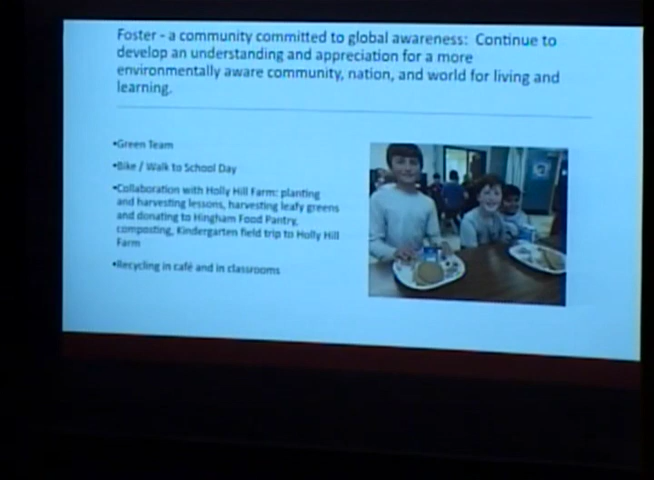 Foster - a community committed to global awareness:  Continue to
develop an understanding and appreciation for a more
environmentally aware community, nation, and world for living and
learning.
•Green Team
•Bike / Walk to School Day
•Collaboration with Holly Hill Farm: planting
and harvesting lessons, harvesting leafy greens
and donating to Hingham Food Pantry,
composting, Kindergarten field trip to Holly Hill
Farm
•Recycling in café and in classrooms